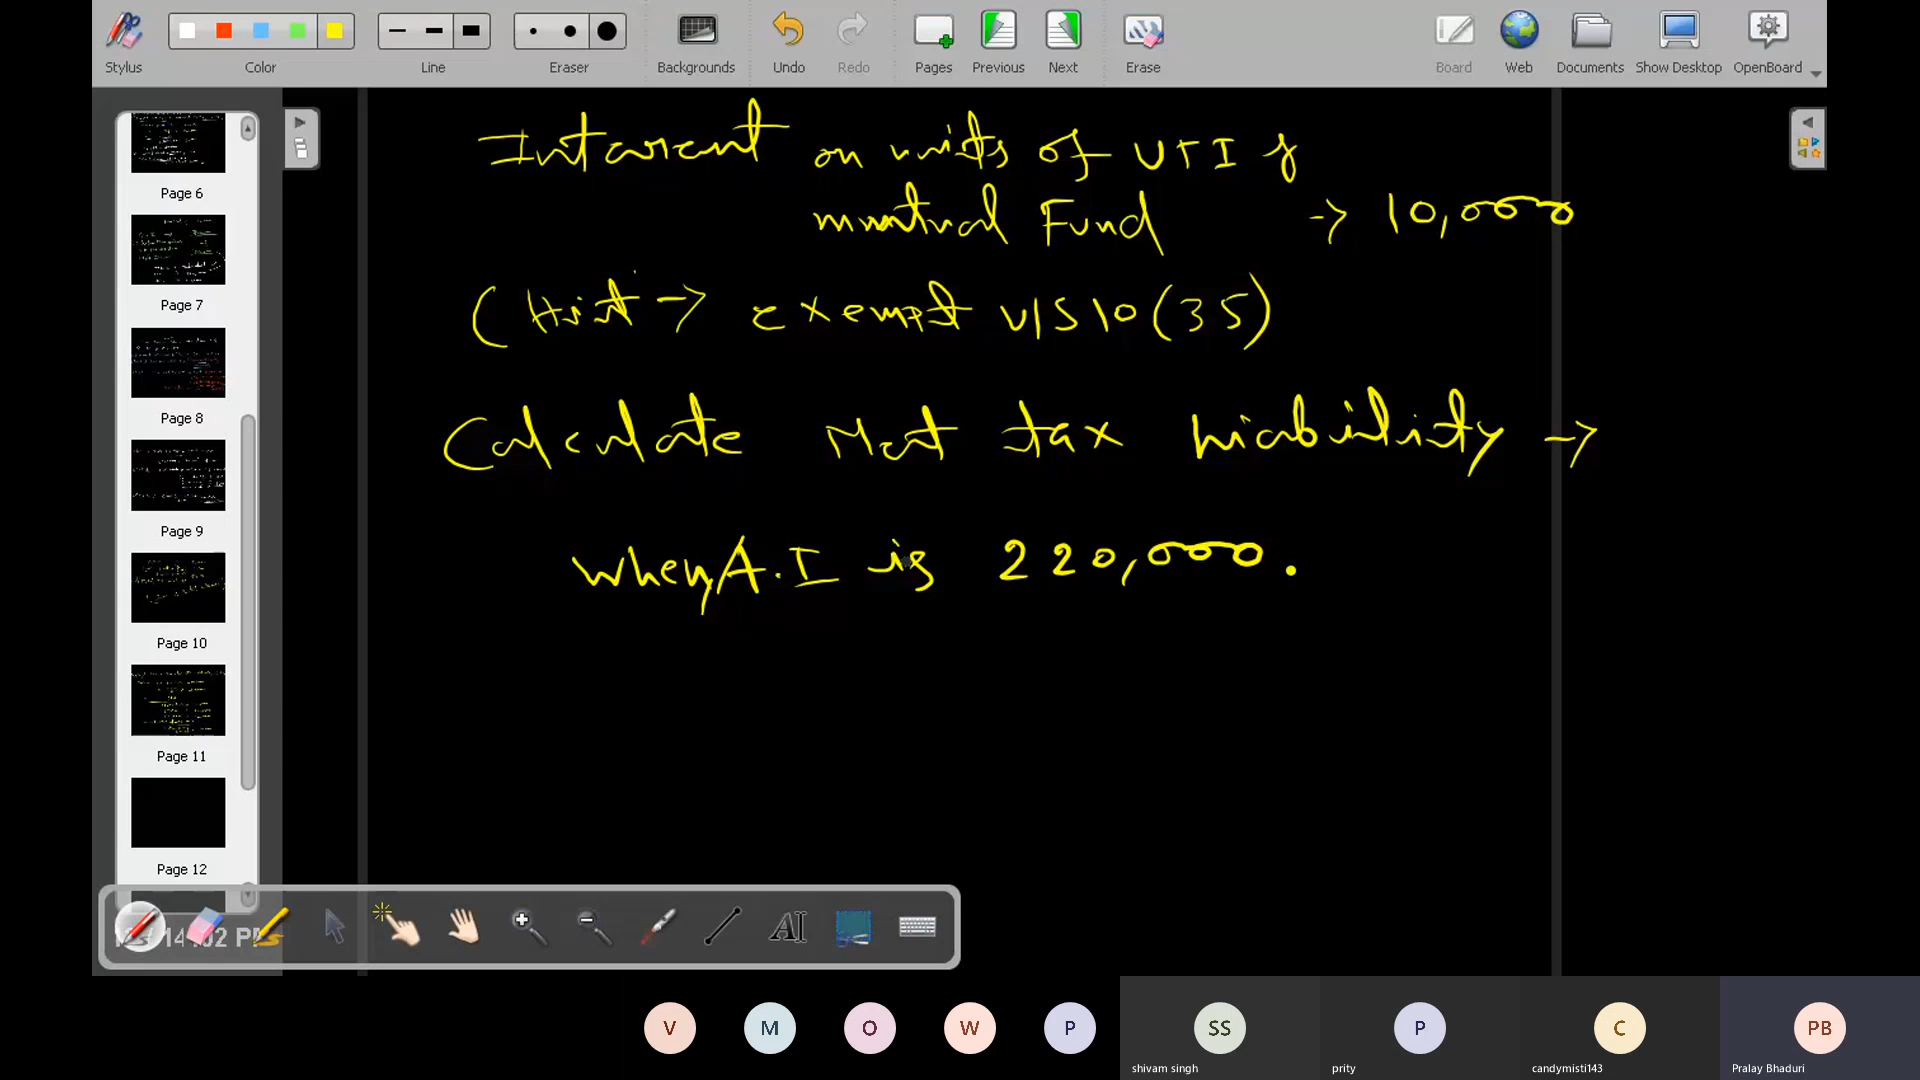 Stylus
Color
Line
Eraser
Backgrounds
Undo
Redo
Pages
Previous
Next
Erase
Board
Web
Documents
Show Desktop
OpenBoard
Page 6
Page 7
Page 8
Page 9
Page 10
Page 11
Page 12
Interent on units of UTI &
mutual Fund → 10,000
(Hint → exempt U/S 10(35)
Calculate Net tax liability →
when A.I is 220,000.
AI
V
M
O
W
P
SS
P
C
PB
shivam singh
prity
candymisti143
Pralay Bhaduri